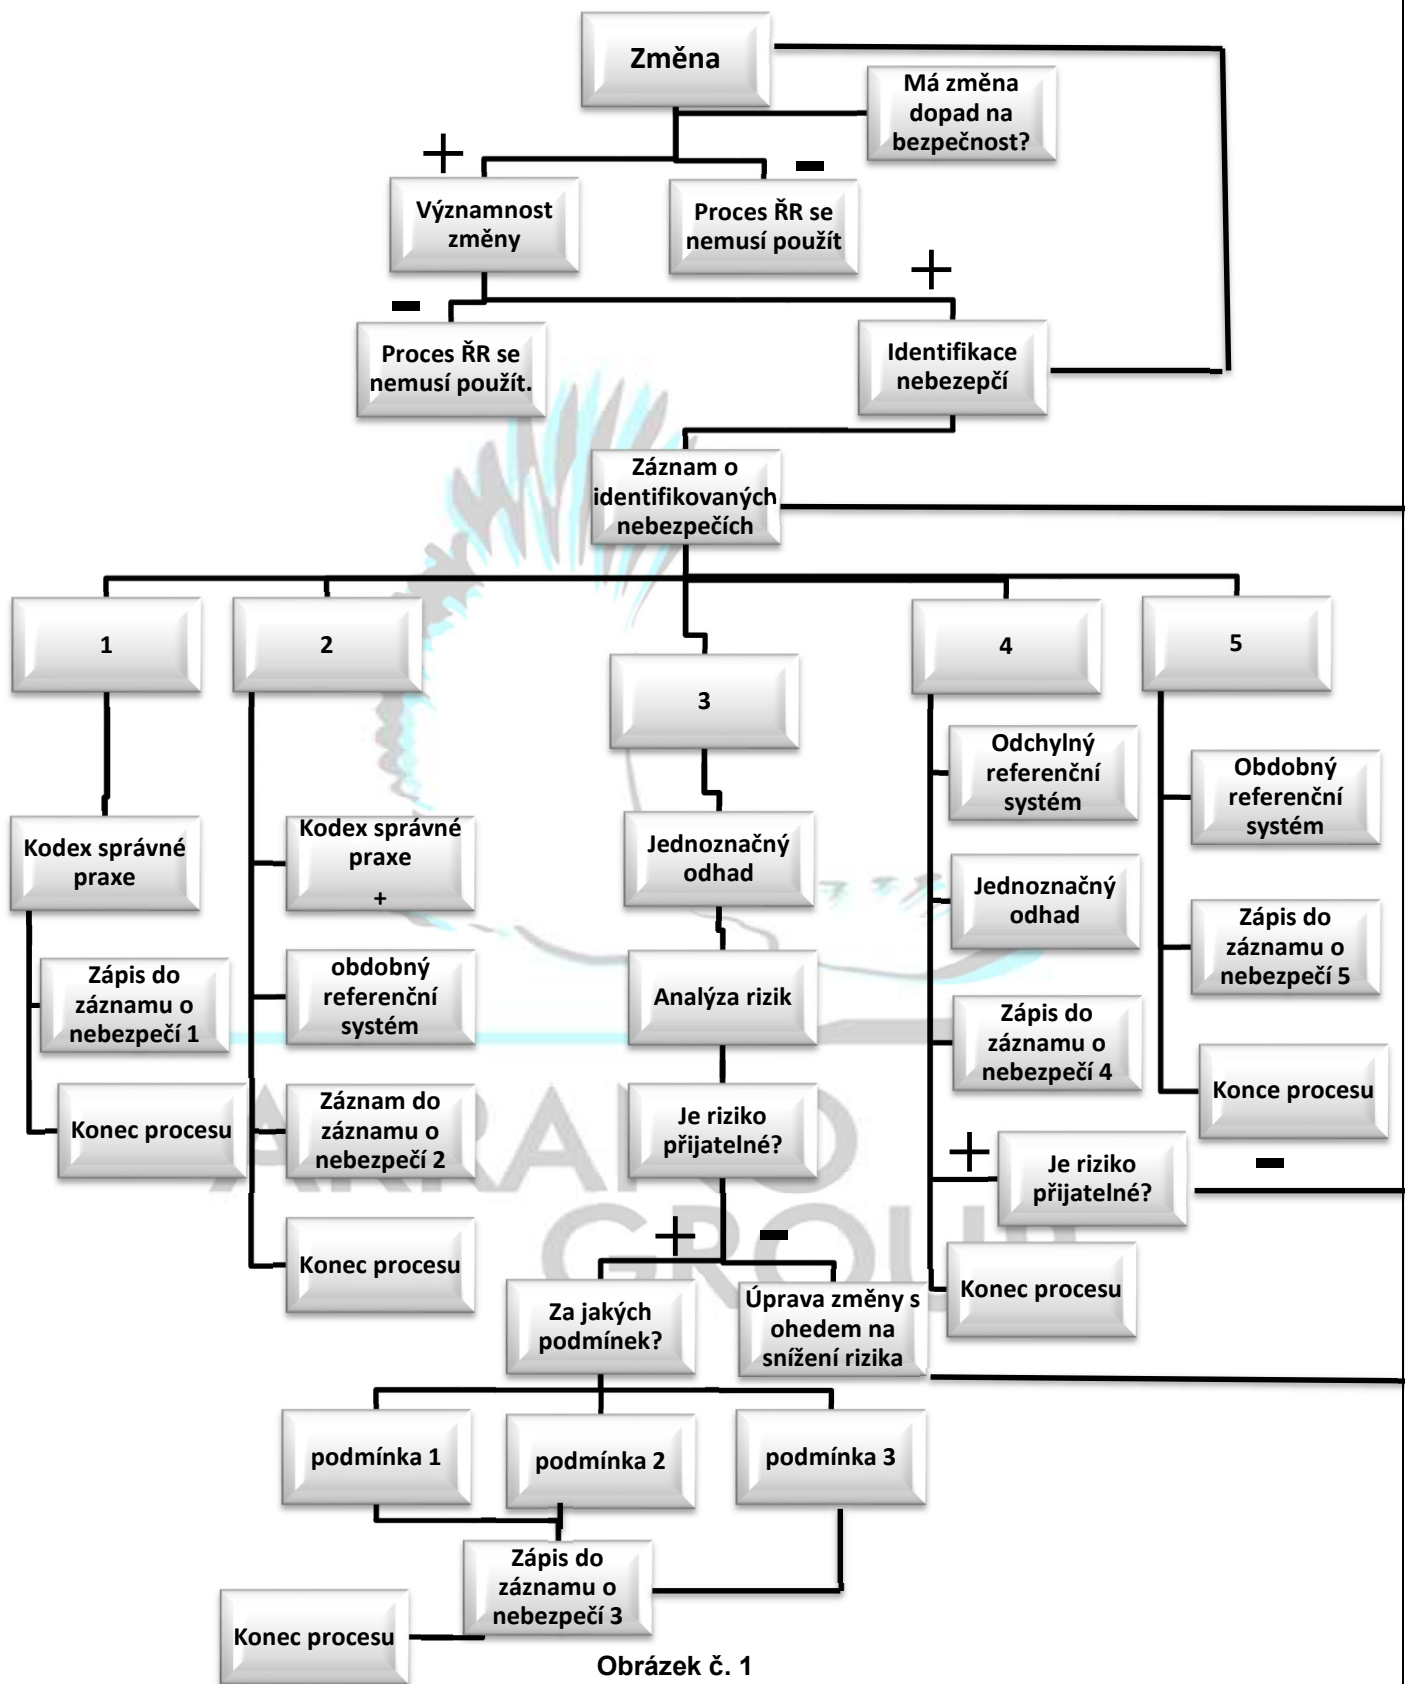 Změna
Má změna
dopad na
bezpečnost?
+
-
Významnost
změny
Proces ŘR se
nemusí použít
+
-
Proces ŘR se
nemusí použít.
Identifikace
nebezepčí
Záznam o
identifikovaných
nebezpečích
1
2
3
4
5
Kodex správné
praxe
Zápis do
záznamu o
nebezpečí 1
Konec procesu
Kodex správné
praxe
+
obdobný
referenční
systém
Záznam do
záznamu o
nebezpečí 2
Konec procesu
Jednoznačný
odhad
Analýza rizik
Je riziko
přijatelné?
+
-
Za jakých
podmínek?
Úprava změny s
ohedem na
snížení rizika
podmínka 1
podmínka 2
podmínka 3
Zápis do
záznamu o
nebezpečí 3
Konec procesu
Odchylný
referenční
systém
Jednoznačný
odhad
Zápis do
záznamu o
nebezpečí 4
+
Je riziko
přijatelné?
-
Konec procesu
Obdobný
referenční
systém
Zápis do
záznamu o
nebezpečí 5
Konce procesu
ARRANO
GROUP
Obrázek č. 1